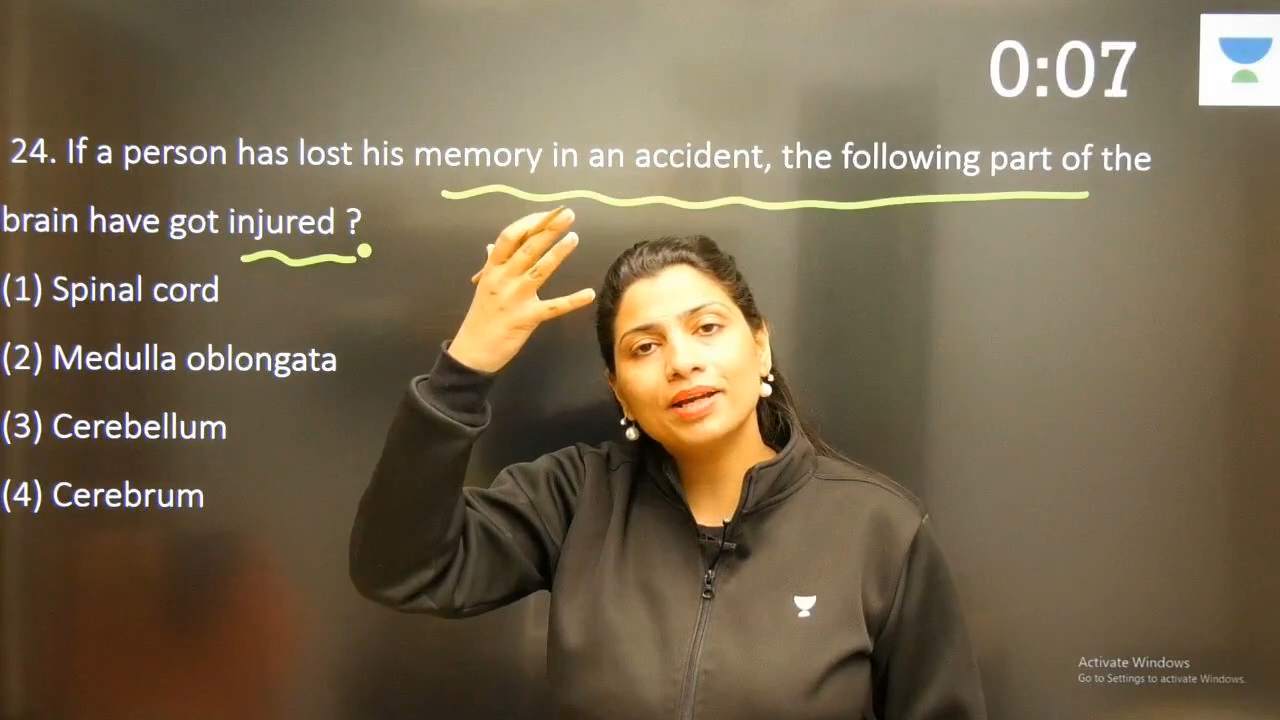 0:07
24. If a person has lost his memory in an accident, the following part of the
brain have got injured ?
(1) Spinal cord
(2) Medulla oblongata
(3) Cerebellum
(4) Cerebrum
Activate Windows
Go to Settings to activate Windows.